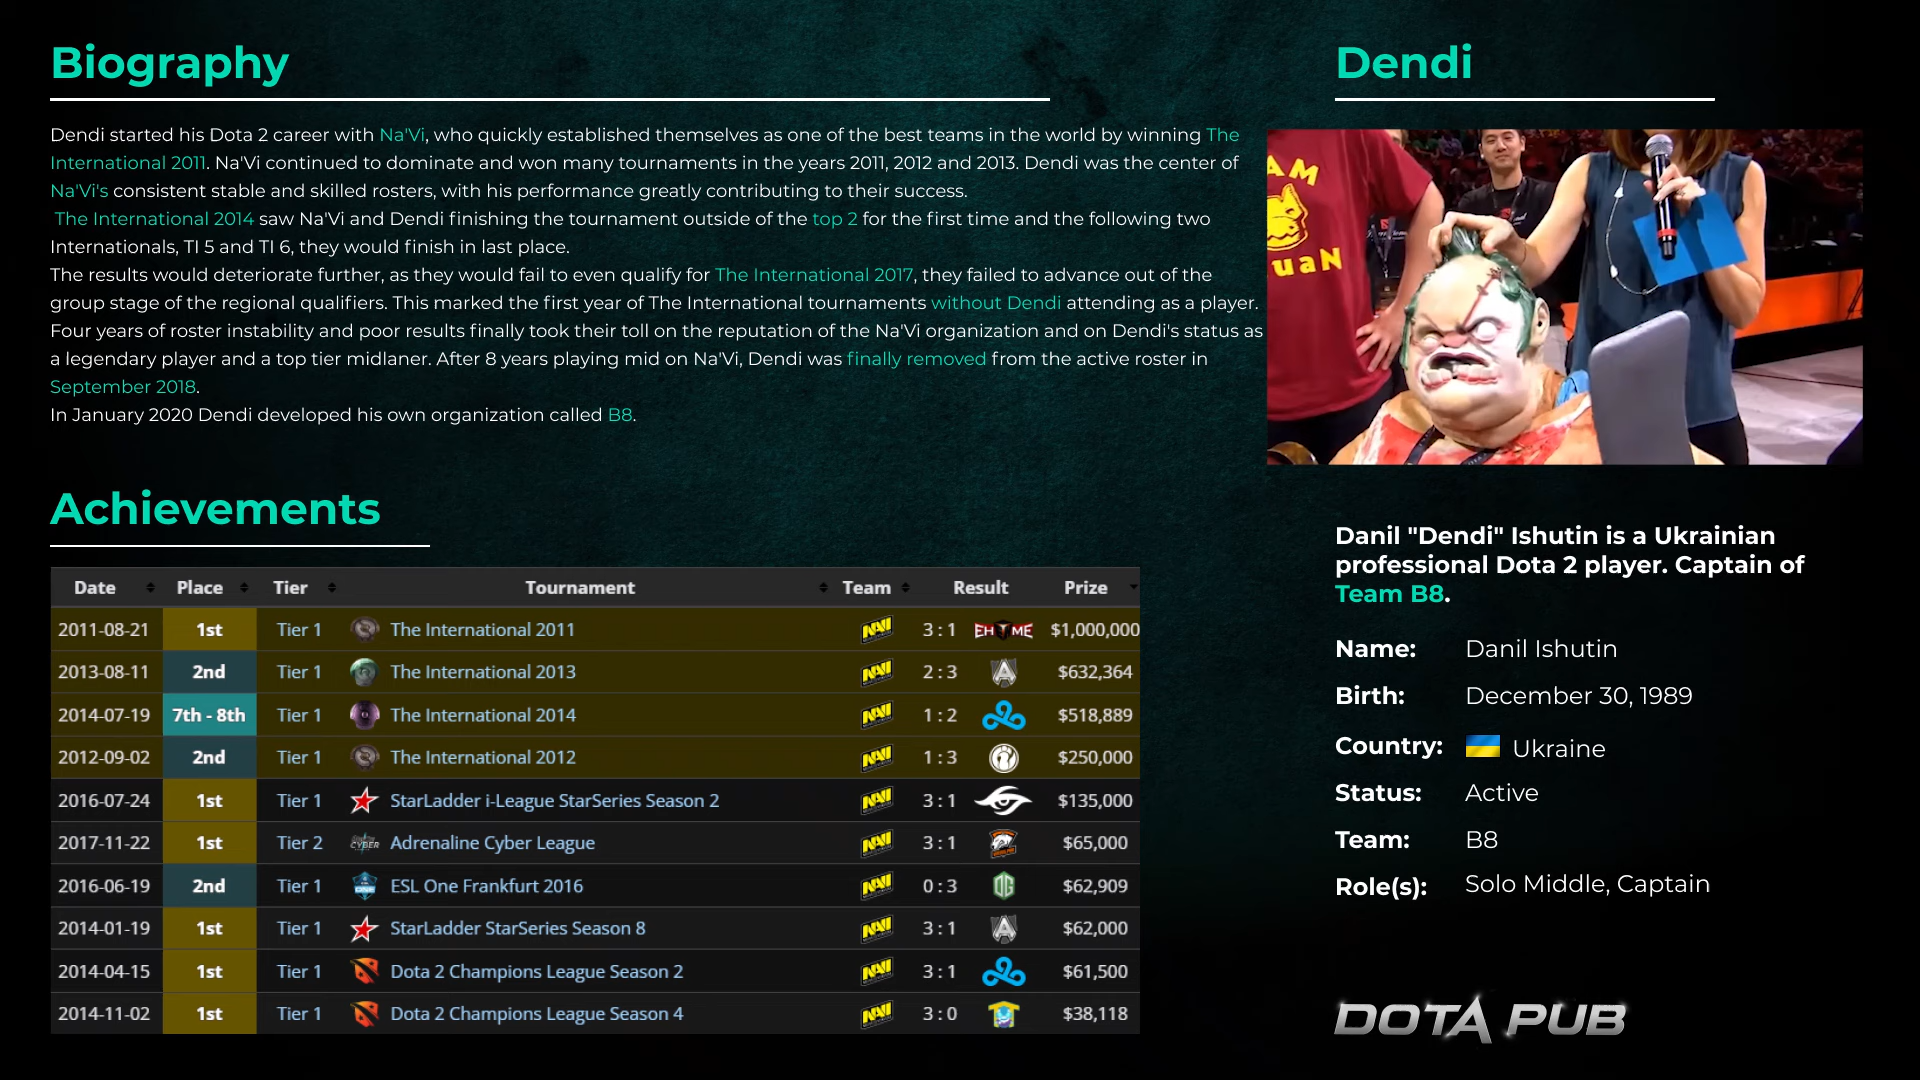 Biography
Dendi started his Dota 2 career with Na'Vi, who quickly established themselves as one of the best teams in the world by winning The
International 2011. Na'Vi continued to dominate and won many tournaments in the years 2011, 2012 and 2013. Dendi was the center of
Na'Vi's consistent stable and skilled rosters, with his performance greatly contributing to their success.
The International 2014 saw Na'Vi and Dendi finishing the tournament outside of the top 2 for the first time and the following two
Internationals, TI 5 and TI 6, they would finish in last place.
The results would deteriorate further, as they would fail to even qualify for The International 2017, they failed to advance out of the
group stage of the regional qualifiers. This marked the first year of The International tournaments without Dendi attending as a player.
Four years of roster instability and poor results finally took their toll on the reputation of the Na'Vi organization and on Dendi's status as
a legendary player and a top tier midlaner. After 8 years playing mid on Na'Vi, Dendi was finally removed from the active roster in
September 2018.
In January 2020 Dendi developed his own organization called B8.
Achievements
Date Place Tier Tournament Team Result Prize
2011-08-21 1st Tier 1 The International 2011 NAVI 3 : 1 EHOME $1,000,000
2013-08-11 2nd Tier 1 The International 2013 NAVI 2 : 3 $632,364
2014-07-19 7th - 8th Tier 1 The International 2014 NAVI 1 : 2 $518,889
2012-09-02 2nd Tier 1 The International 2012 NAVI 1 : 3 $250,000
2016-07-24 1st Tier 1 StarLadder i-League StarSeries Season 2 NAVI 3 : 1 $135,000
2017-11-22 1st Tier 2 CYBER Adrenaline Cyber League NAVI 3 : 1 $65,000
2016-06-19 2nd Tier 1 ONE ESL One Frankfurt 2016 NAVI 0 : 3 OG $62,909
2014-01-19 1st Tier 1 StarLadder StarSeries Season 8 NAVI 3 : 1 $62,000
2014-04-15 1st Tier 1 Dota 2 Champions League Season 2 NAVI 3 : 1 $61,500
2014-11-02 1st Tier 1 Dota 2 Champions League Season 4 NAVI 3 : 0 $38,118
Dendi
Danil "Dendi" Ishutin is a Ukrainian
professional Dota 2 player. Captain of
Team B8.
Name: Danil Ishutin
Birth: December 30, 1989
Country: Ukraine
Status: Active
Team: B8
Role(s): Solo Middle, Captain
DOTA PUB